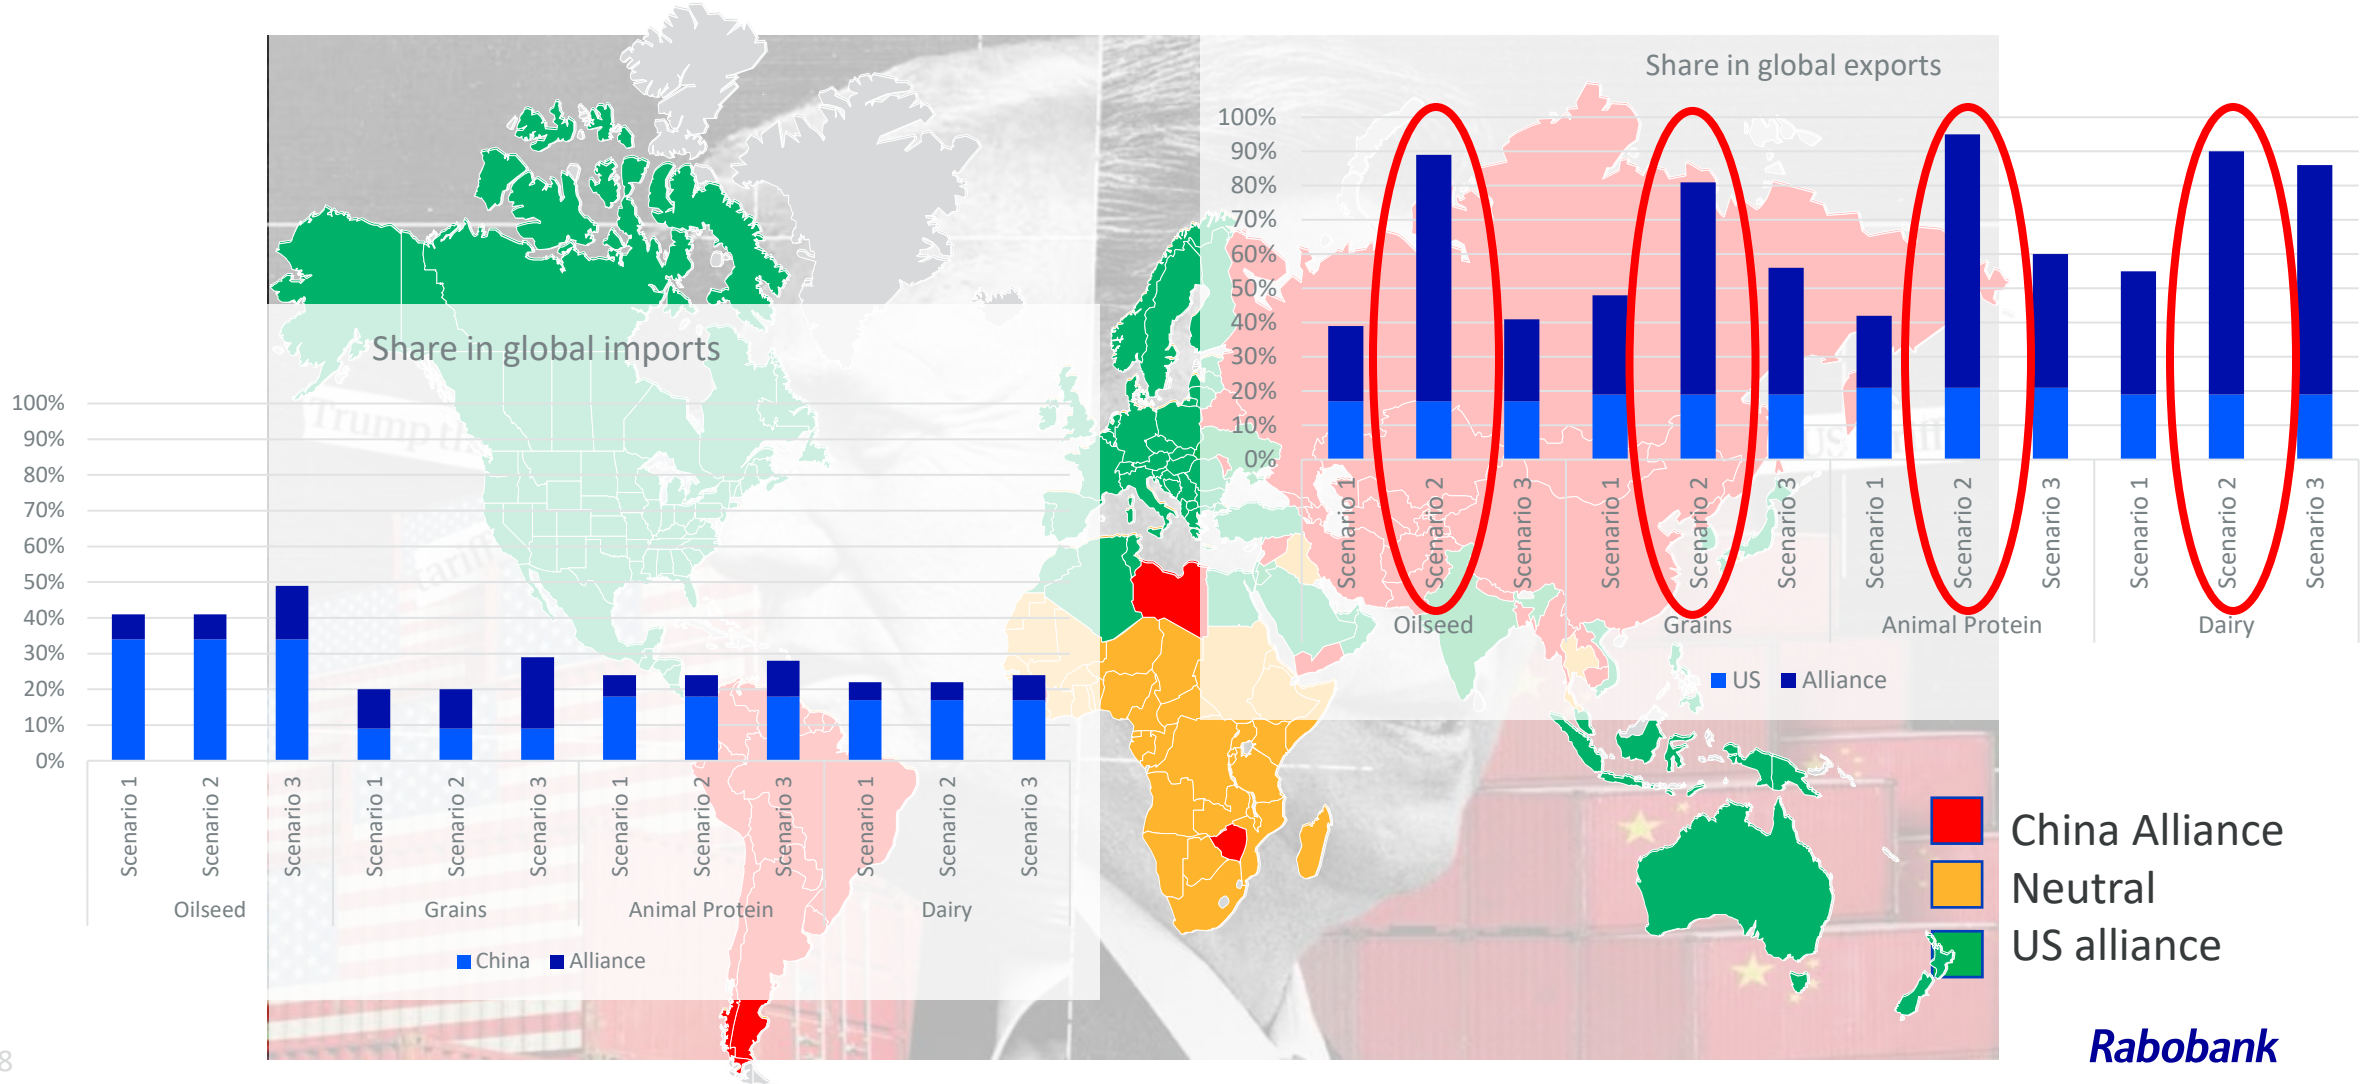 Share in global exports
100%
90%
80%
70%
60%
50%
40%
30%
20%
10%
0%
Scenario 1
Scenario 2
Scenario 3
Scenario 1
Scenario 2
Scenario 3
Scenario 1
Scenario 2
Scenario 3
Scenario 1
Scenario 2
Scenario 3
Oilseed
Grains
Animal Protein
Dairy
US
Alliance
Share in global imports
100%
90%
80%
70%
60%
50%
40%
30%
20%
10%
0%
Scenario 1
Scenario 2
Scenario 3
Scenario 1
Scenario 2
Scenario 3
Scenario 1
Scenario 2
Scenario 3
Scenario 1
Scenario 2
Scenario 3
Oilseed
Grains
Animal Protein
Dairy
China
Alliance
Trump
tariff
US
China Alliance
Neutral
US alliance
Rabobank
8